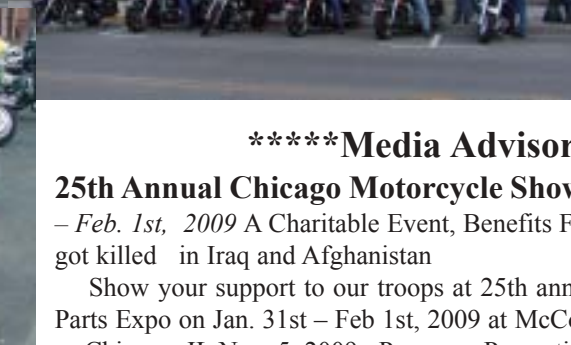 *****Media Advisor
25th Annual Chicago Motorcycle Show
– Feb. 1st, 2009 A Charitable Event, Benefits F
got killed in Iraq and Afghanistan
Show your support to our troops at 25th ann
Parts Expo on Jan. 31st – Feb 1st, 2009 at McCo